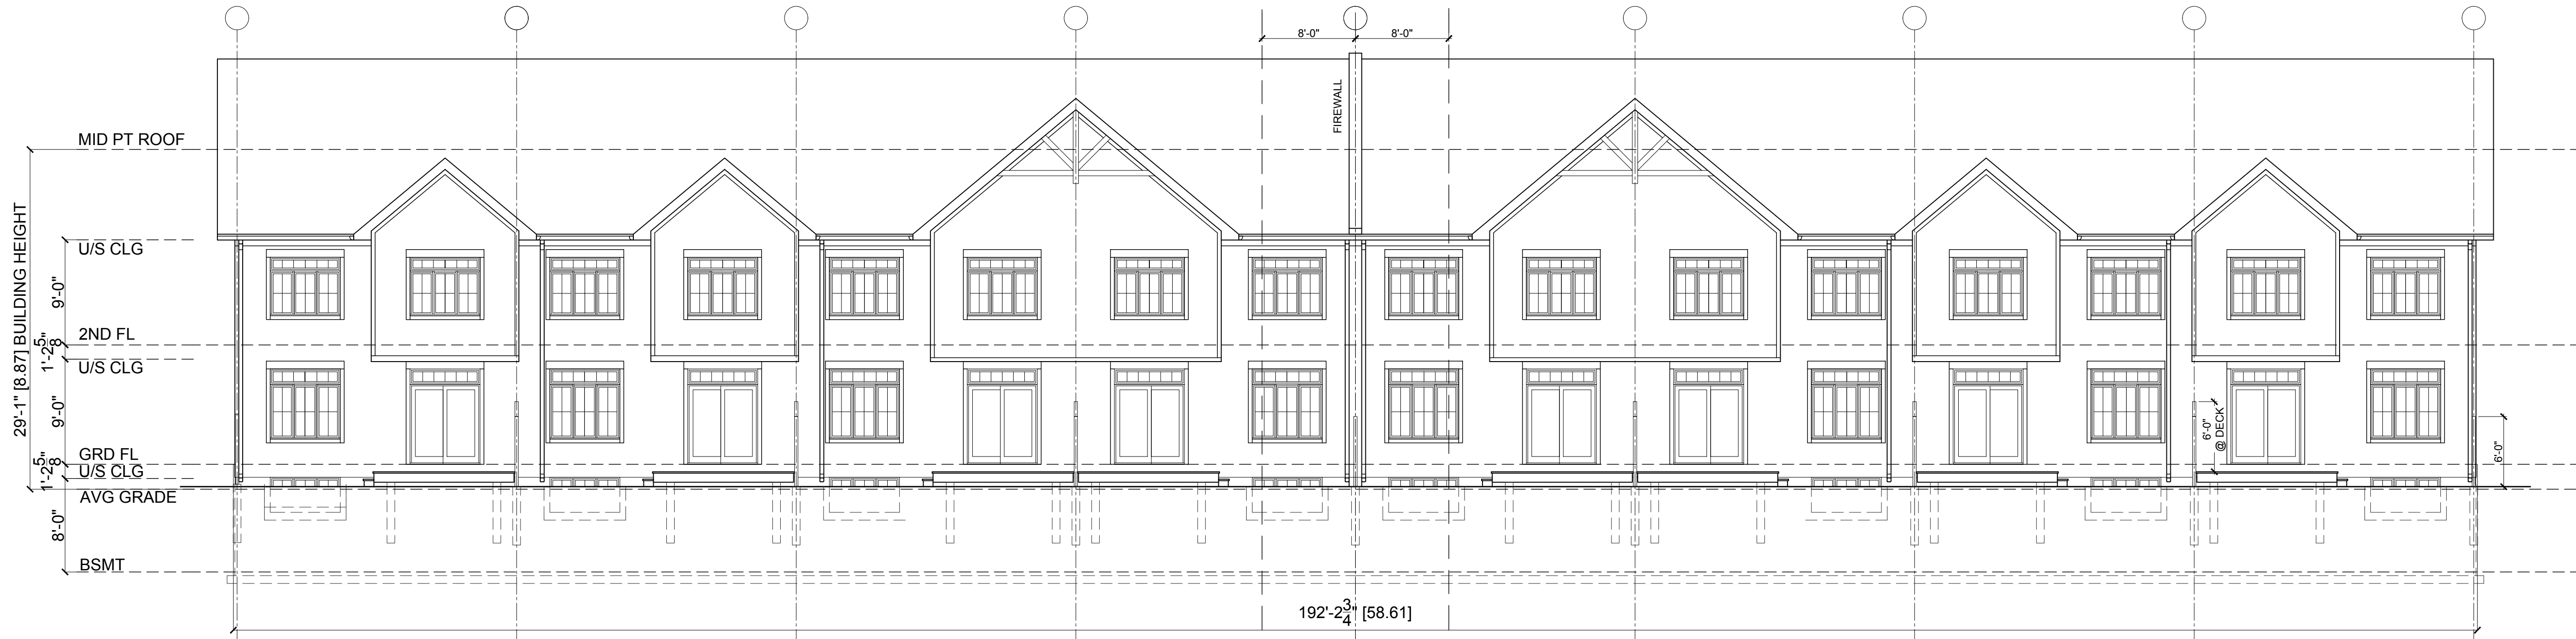 8'-0" 8'-0"
FIREWALL
MID PT ROOF
29'-1" [8.87] BUILDING HEIGHT
U/S CLG
9'-0"
2ND FL
1'-2 5/8"
U/S CLG
9'-0"
6'-0"
@ DECK
6'-0"
GRD FL
U/S CLG
1'-2 5/8"
AVG GRADE
8'-0"
BSMT
192'-2 3/4" [58.61]